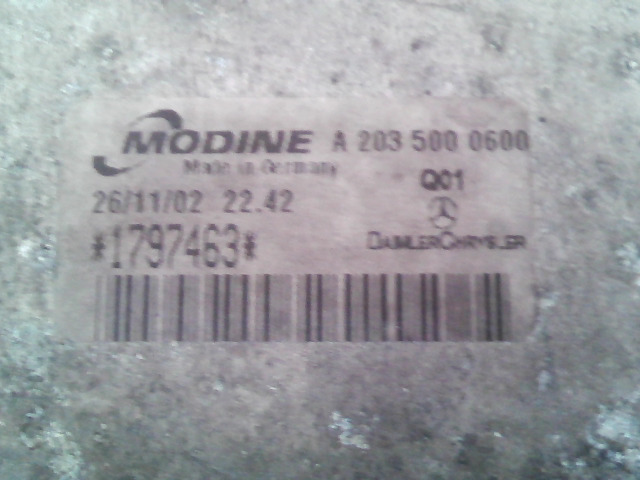 MODINE A 203 500 0600
Made in Germany Q01
26/11/02 22.42
*1797463* DAIMLERCHRYSLER